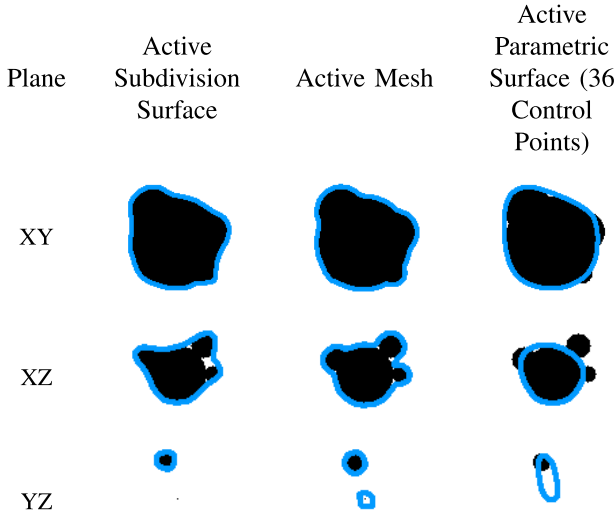 Plane
Active
Subdivision
Surface
Active Mesh
Active
Parametric
Surface (36
Control
Points)
XY
XZ
YZ